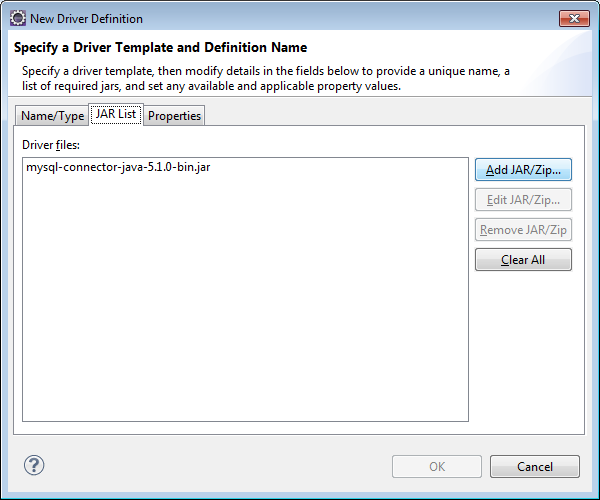 New Driver Definition
Specify a Driver Template and Definition Name
Specify a driver template, then modify details in the fields below to provide a unique name, a
list of required jars, and set any available and applicable property values.
Name/Type JAR List Properties
Driver files:
mysql-connector-java-5.1.0-bin.jar
Add JAR/Zip...
Edit JAR/Zip...
Remove JAR/Zip
Clear All
?
OK Cancel